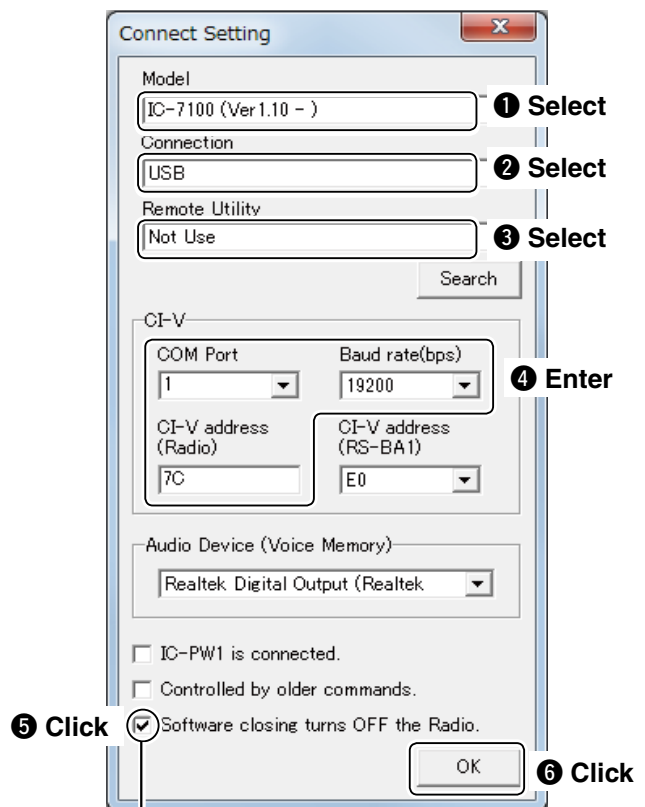 Connect Setting
X
Model
IC-7100 (Ver1.10 - )
❶ Select
Connection
USB
❷ Select
Remote Utility
Not Use
❸ Select
Search
CI-V
COM Port
Baud rate(bps)
1
19200
❹ Enter
CI-V address
(Radio)
CI-V address
(RS-BA1)
7C
E0
Audio Device (Voice Memory)
Realtek Digital Output (Realtek
IC-PW1 is connected.
Controlled by older commands.
❺ Click
Software closing turns OFF the Radio.
OK
❻ Click